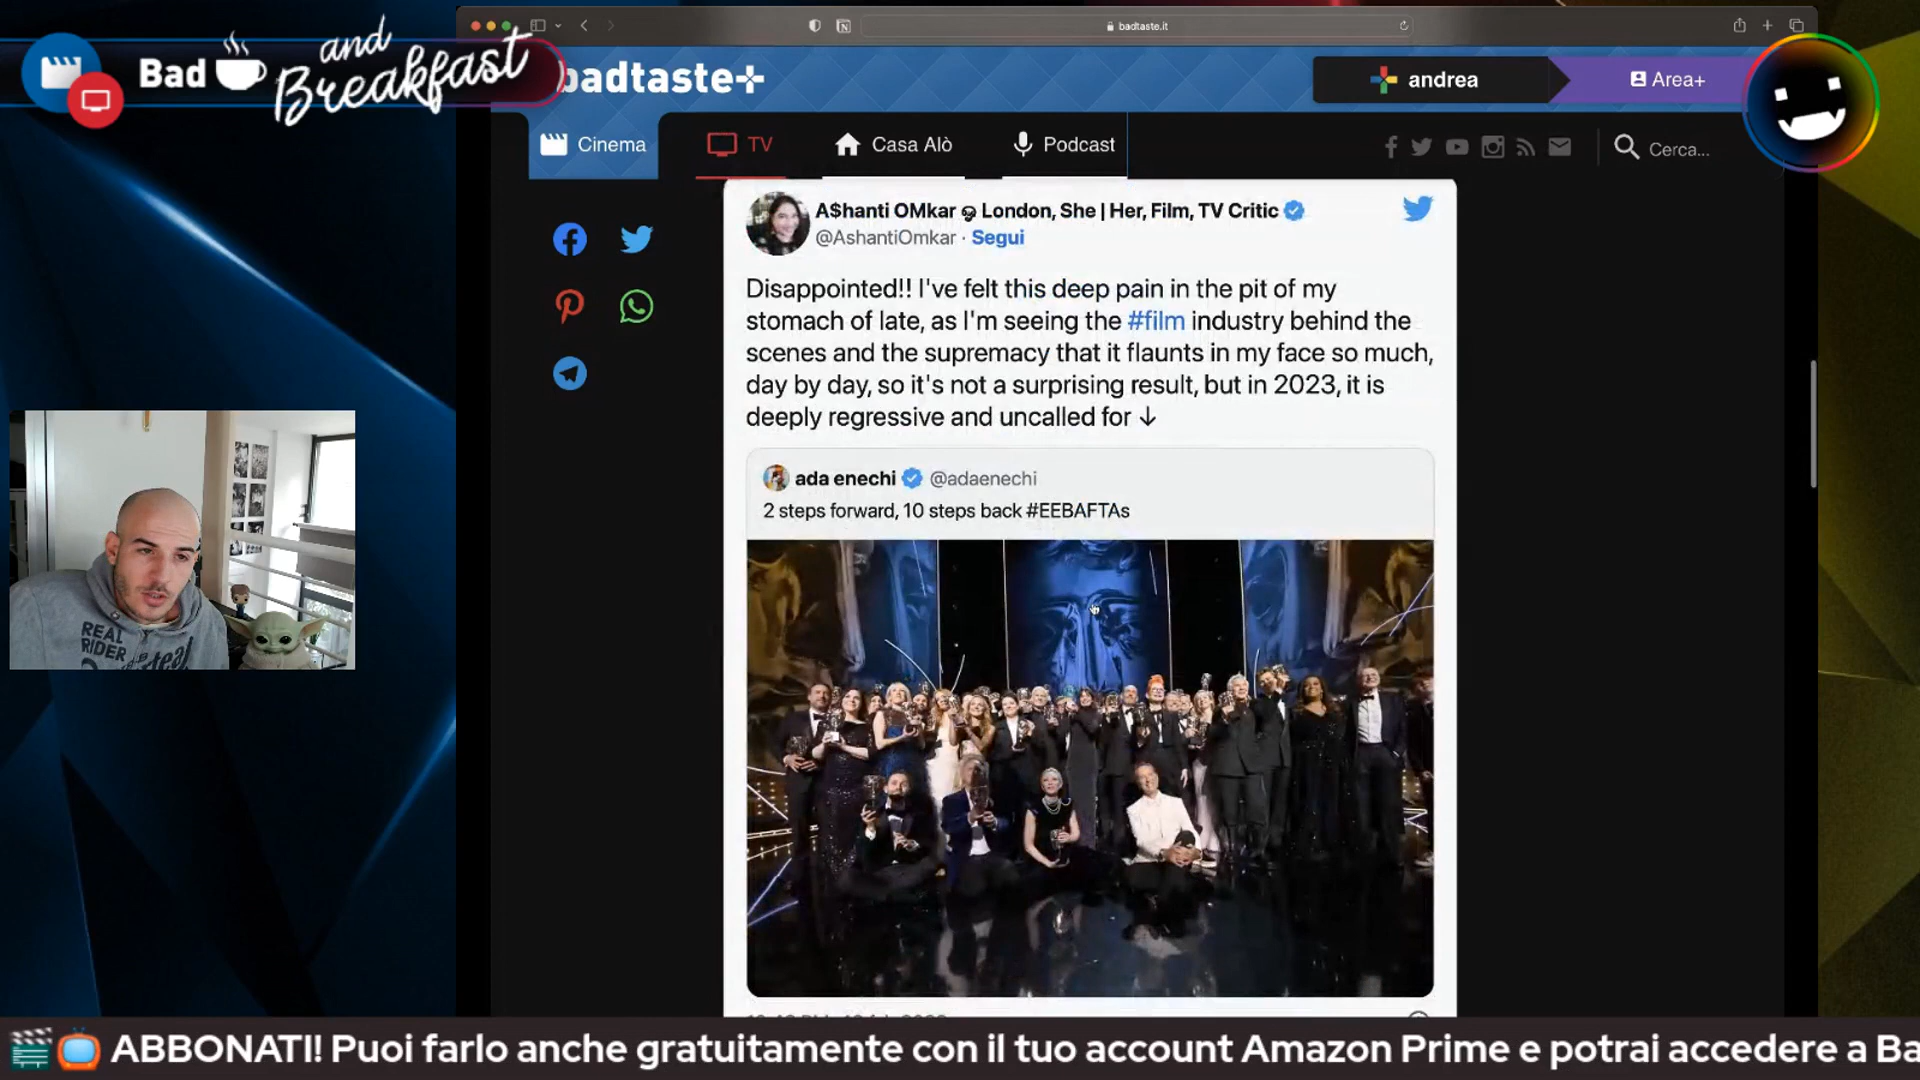 badtaste.it
Bad and Breakfast
badtaste+
andrea
Area+
Cinema
TV
Casa Alò
Podcast
Cerca...
A$hanti OMkar London, She | Her, Film, TV Critic
@AshantiOmkar · Segui
Disappointed!! I've felt this deep pain in the pit of my
stomach of late, as I'm seeing the #film industry behind the
scenes and the supremacy that it flaunts in my face so much,
day by day, so it's not a surprising result, but in 2023, it is
deeply regressive and uncalled for ↓
ada enechi @adaenechi
2 steps forward, 10 steps back #EEBAFTAs
REAL
RIDER
ABBONATI! Puoi farlo anche gratuitamente con il tuo account Amazon Prime e potrai accedere a Ba